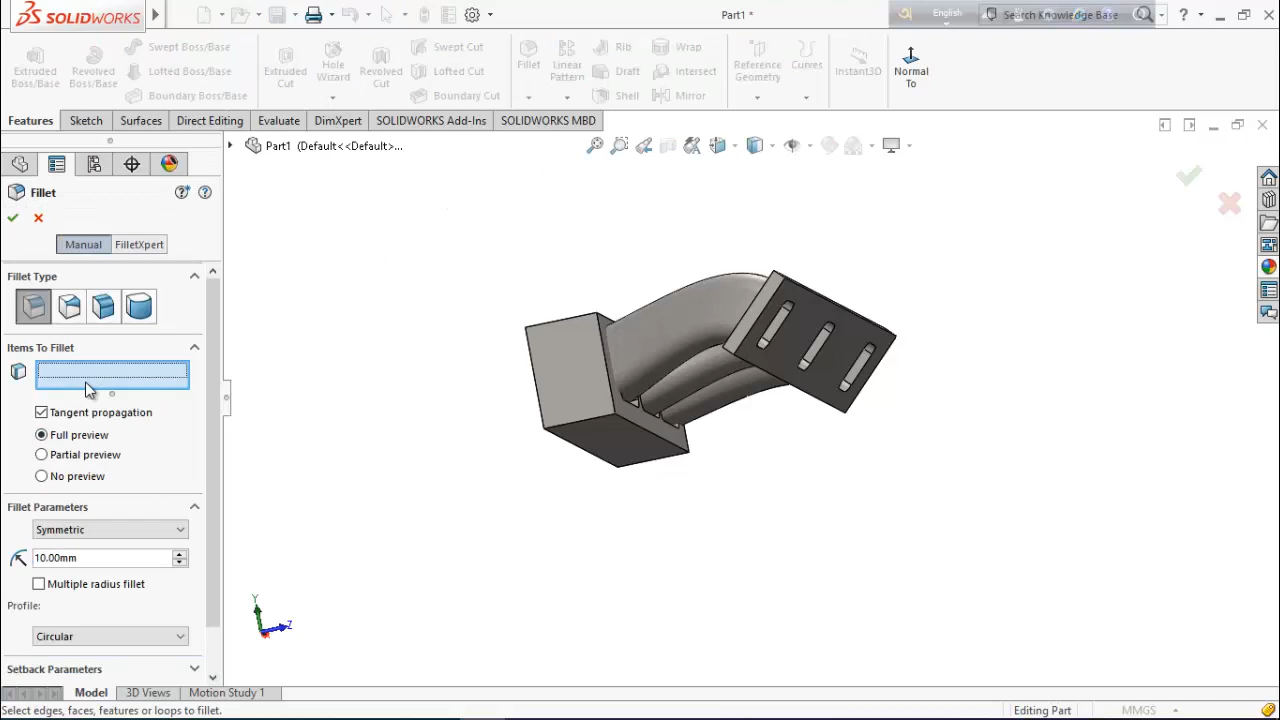 SOLIDWORKS
Part1 *
English
Search Knowledge Base
?
Extruded Boss/Base
Revolved Boss/Base
Swept Boss/Base
Lofted Boss/Base
Boundary Boss/Base
Extruded Cut
Hole Wizard
Revolved Cut
Swept Cut
Lofted Cut
Boundary Cut
Fillet
Linear Pattern
Rib
Draft
Shell
Wrap
Intersect
Mirror
Reference Geometry
Curves
Instant3D
Normal To
Features
Sketch
Surfaces
Direct Editing
Evaluate
DimXpert
SOLIDWORKS Add-Ins
SOLIDWORKS MBD
Part1 (Default<<Default>...
Fillet
Manual
FilletXpert
Fillet Type
Items To Fillet
Tangent propagation
Full preview
Partial preview
No preview
Fillet Parameters
Symmetric
10.00mm
Multiple radius fillet
Profile:
Circular
Setback Parameters
Y
Z
Model
3D Views
Motion Study 1
Select edges, faces, features or loops to fillet.
Editing Part
MMGS